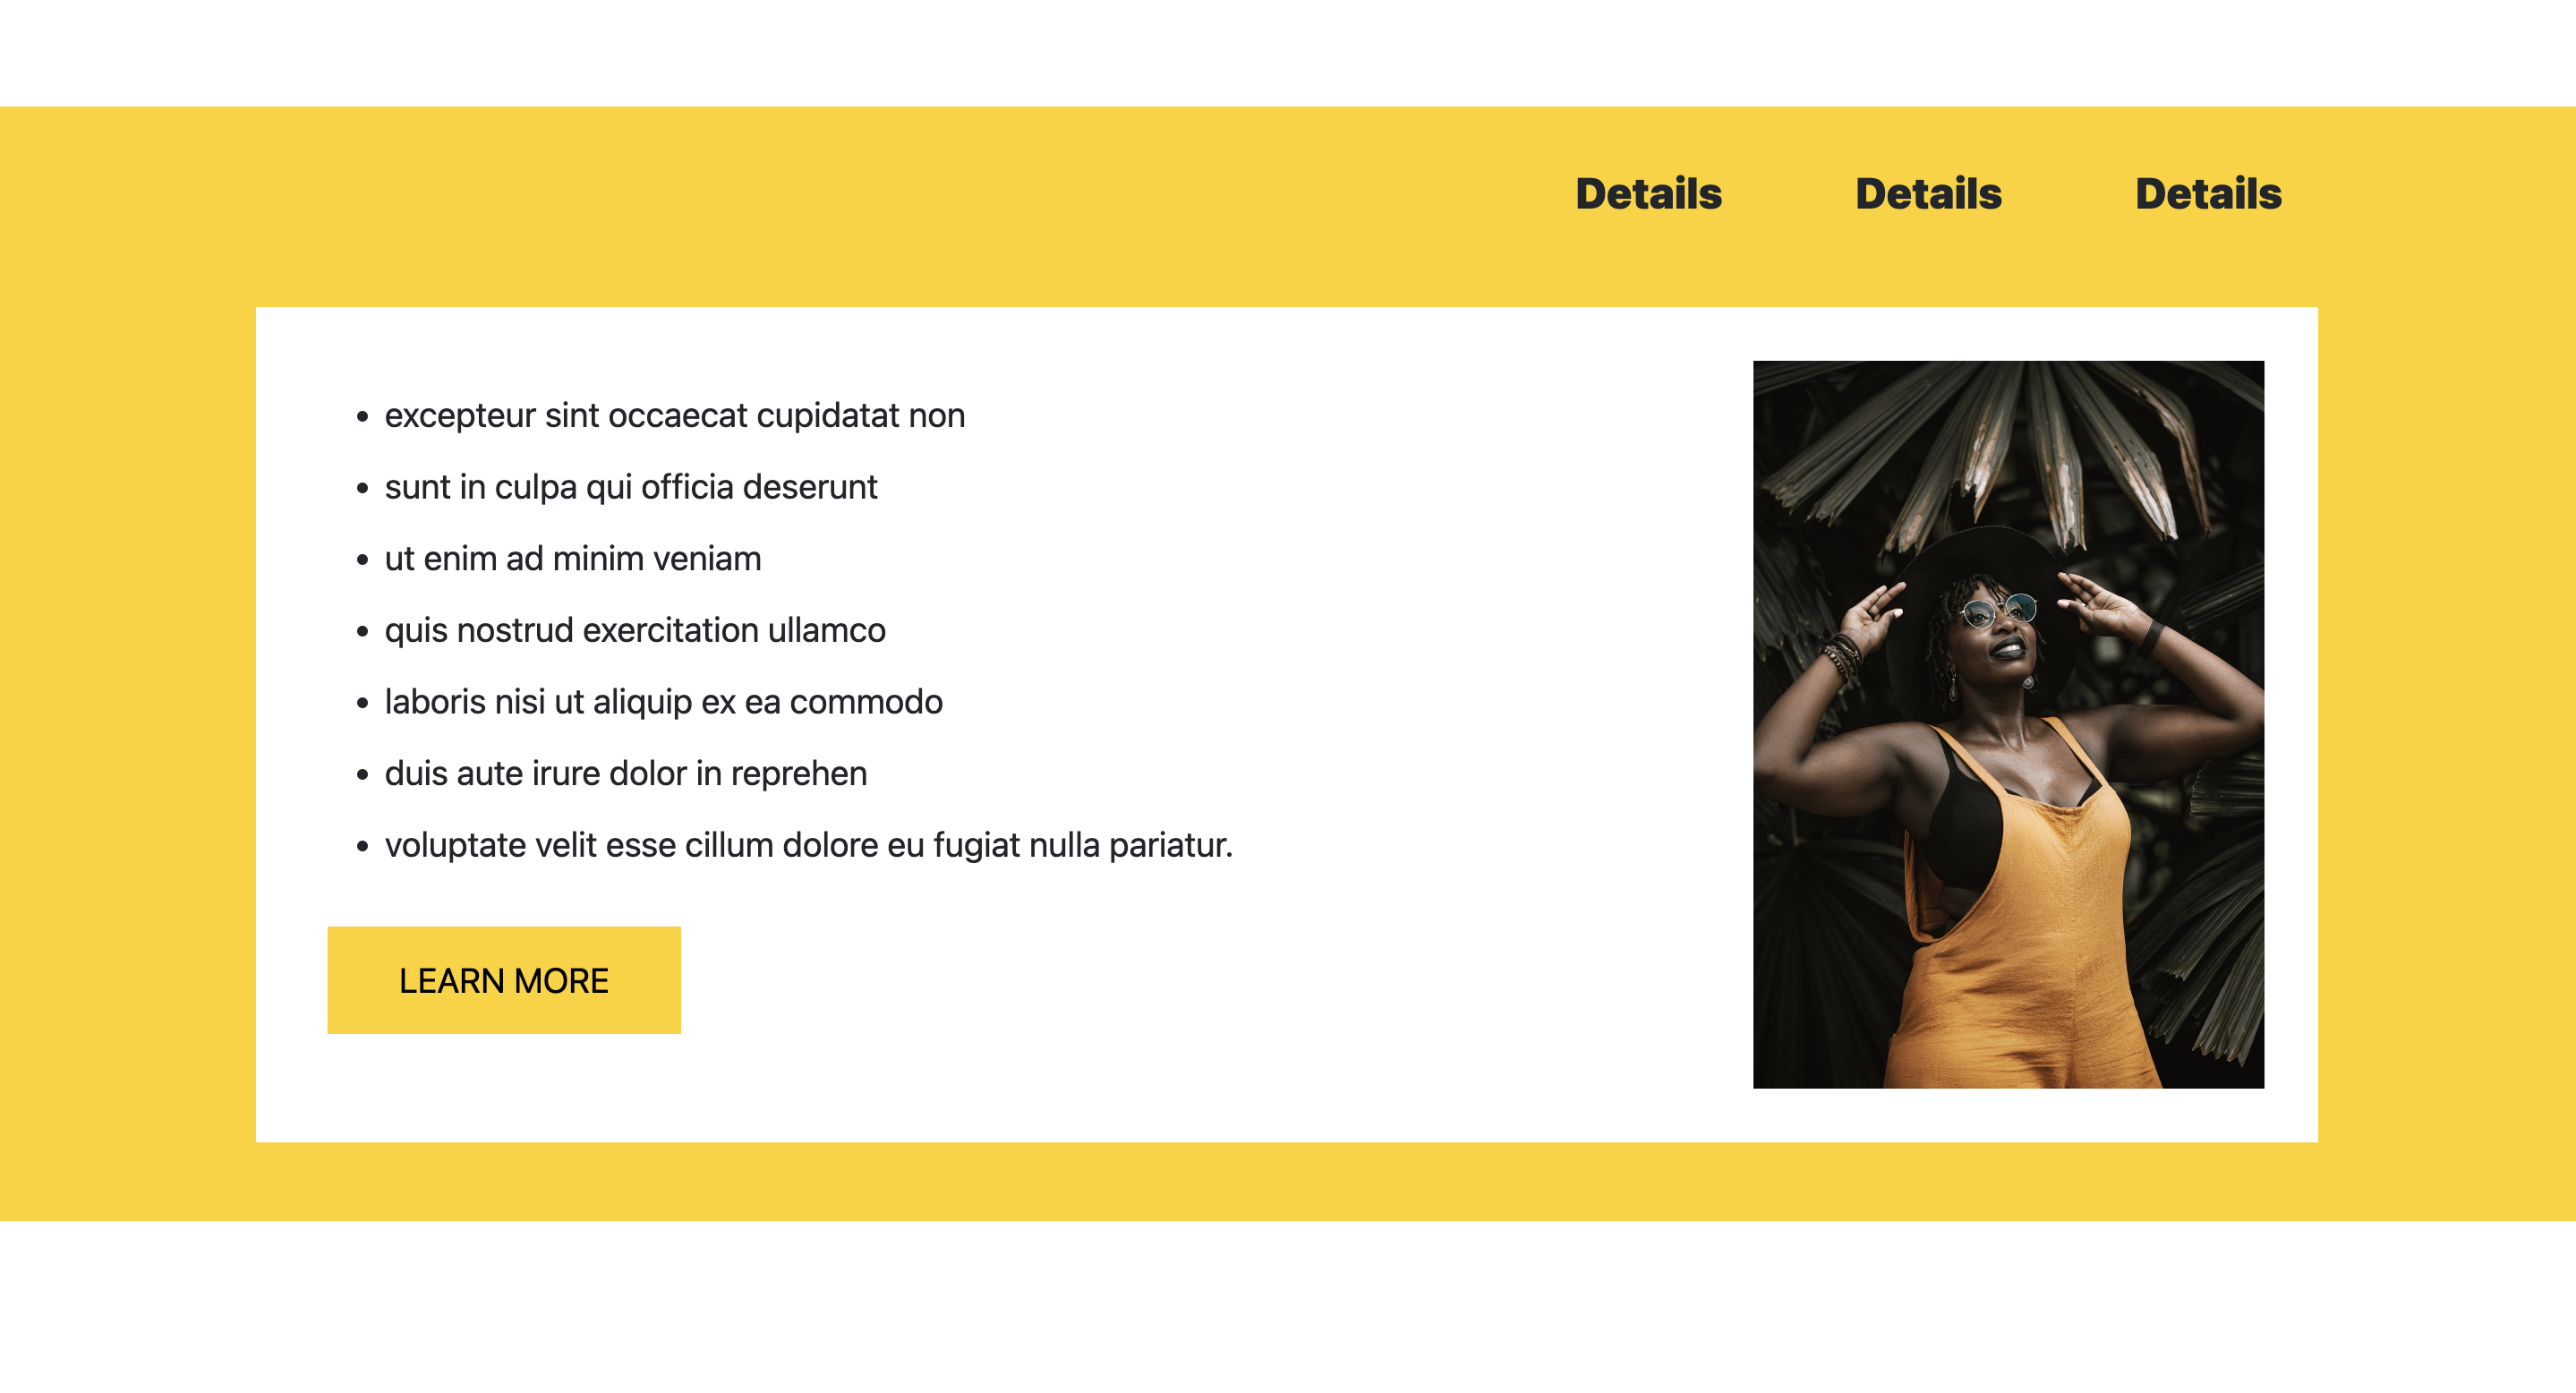 Details Details Details
excepteur sint occaecat cupidatat non
sunt in culpa qui officia deserunt
ut enim ad minim veniam
quis nostrud exercitation ullamco
laboris nisi ut aliquip ex ea commodo
duis aute irure dolor in reprehen
voluptate velit esse cillum dolore eu fugiat nulla pariatur.
LEARN MORE